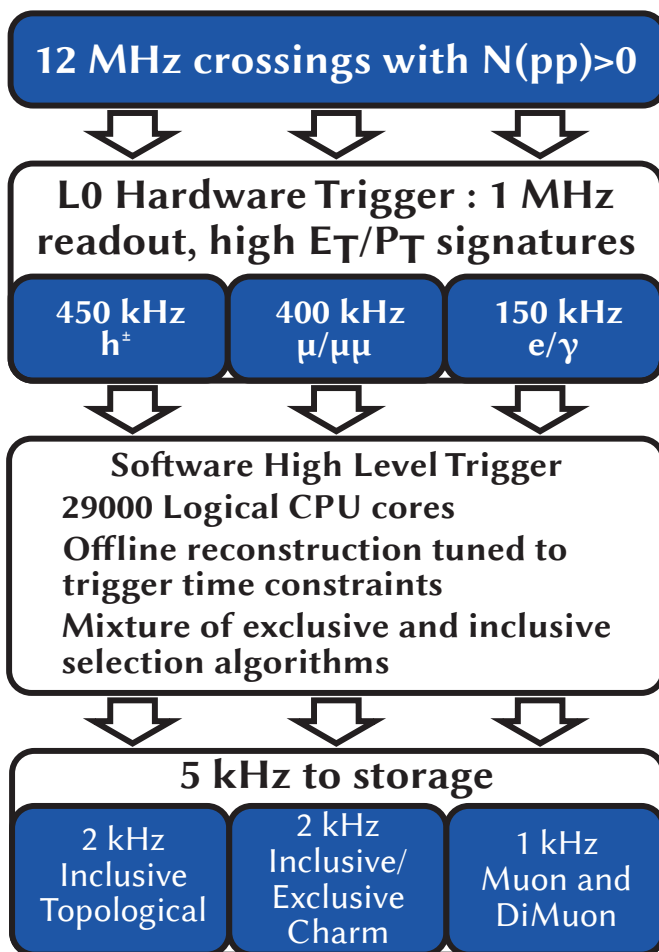 12 MHz crossings with N(pp)>0
L0 Hardware Trigger : 1 MHz
readout, high ET/PT signatures
450 kHz
h±
400 kHz
μ/μμ
150 kHz
e/γ
Software High Level Trigger
29000 Logical CPU cores
Offline reconstruction tuned to
trigger time constraints
Mixture of exclusive and inclusive
selection algorithms
5 kHz to storage
2 kHz
Inclusive
Topological
2 kHz
Inclusive/
Exclusive
Charm
1 kHz
Muon and
DiMuon